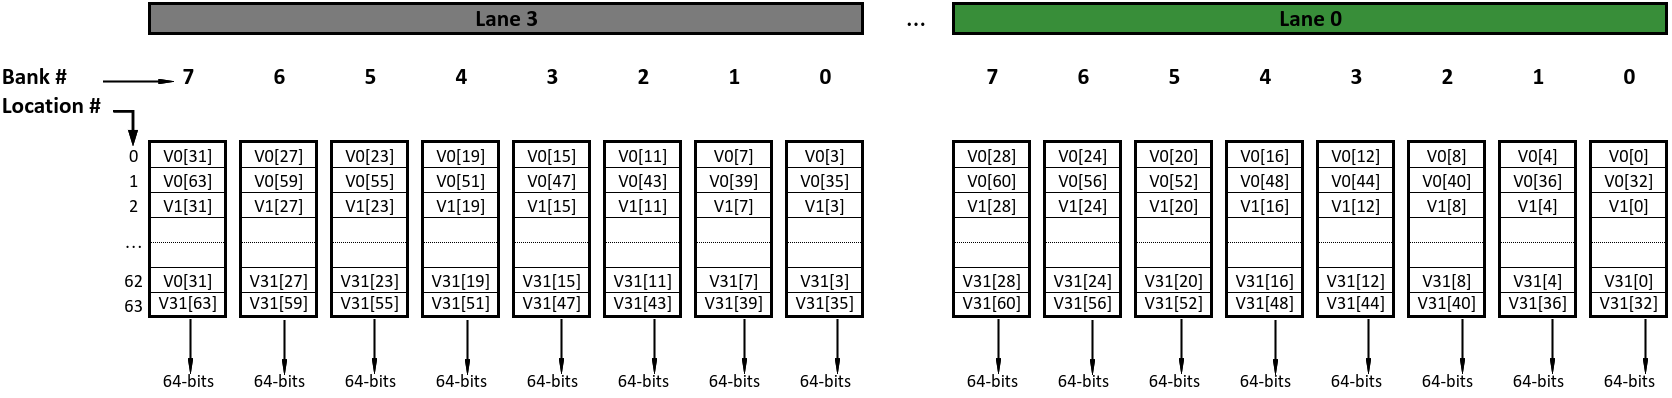 Lane 3 ... Lane 0
Bank # 7 6 5 4 3 2 1 0 7 6 5 4 3 2 1 0
Location #
0 V0[31] V0[27] V0[23] V0[19] V0[15] V0[11] V0[7] V0[3] V0[28] V0[24] V0[20] V0[16] V0[12] V0[8] V0[4] V0[0]
1 V0[63] V0[59] V0[55] V0[51] V0[47] V0[43] V0[39] V0[35] V0[60] V0[56] V0[52] V0[48] V0[44] V0[40] V0[36] V0[32]
2 V1[31] V1[27] V1[23] V1[19] V1[15] V1[11] V1[7] V1[3] V1[28] V1[24] V1[20] V1[16] V1[12] V1[8] V1[4] V1[0]
...
62 V0[31] V31[27] V31[23] V31[19] V31[15] V31[11] V31[7] V31[3] V31[28] V31[24] V31[20] V31[16] V31[12] V31[8] V31[4] V31[0]
63 V31[63] V31[59] V31[55] V31[51] V31[47] V31[43] V31[39] V31[35] V31[60] V31[56] V31[52] V31[48] V31[44] V31[40] V31[36] V31[32]
64-bits 64-bits 64-bits 64-bits 64-bits 64-bits 64-bits 64-bits 64-bits 64-bits 64-bits 64-bits 64-bits 64-bits 64-bits 64-bits